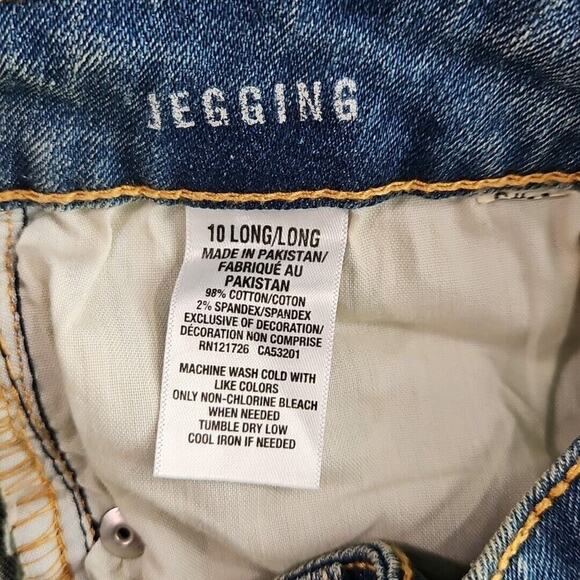 JEGGING
10 LONG/LONG
MADE IN PAKISTAN/
FABRIQUÉ AU
PAKISTAN
98% COTTON/COTON
2% SPANDEX/SPANDEX
EXCLUSIVE OF DECORATION/
DÉCORATION NON COMPRISE
RN121726 CA53201
MACHINE WASH COLD WITH
LIKE COLORS
ONLY NON-CHLORINE BLEACH
WHEN NEEDED
TUMBLE DRY LOW
COOL IRON IF NEEDED